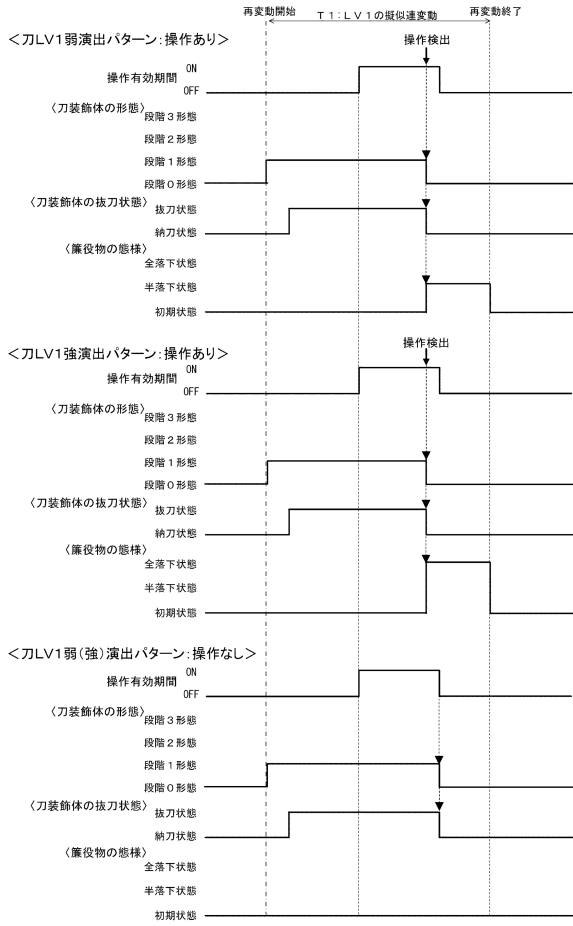 再変動開始
T1:LV1の擬似連変動
再変動終了
<刀LV1弱演出パターン:操作あり>
操作検出
操作有効期間
ON
OFF
〈刀装飾体の形態〉
段階3形態
段階2形態
段階1形態
段階0形態
〈刀装飾体の抜刀状態〉
抜刀状態
納刀状態
〈簾役物の態様〉
全落下状態
半落下状態
初期状態
<刀LV1強演出パターン:操作あり>
操作検出
操作有効期間
ON
OFF
〈刀装飾体の形態〉
段階3形態
段階2形態
段階1形態
段階0形態
〈刀装飾体の抜刀状態〉
抜刀状態
納刀状態
〈簾役物の態様〉
全落下状態
半落下状態
初期状態
<刀LV1弱(強)演出パターン:操作なし>
操作有効期間
ON
OFF
〈刀装飾体の形態〉
段階3形態
段階2形態
段階1形態
段階0形態
〈刀装飾体の抜刀状態〉
抜刀状態
納刀状態
〈簾役物の態様〉
全落下状態
半落下状態
初期状態